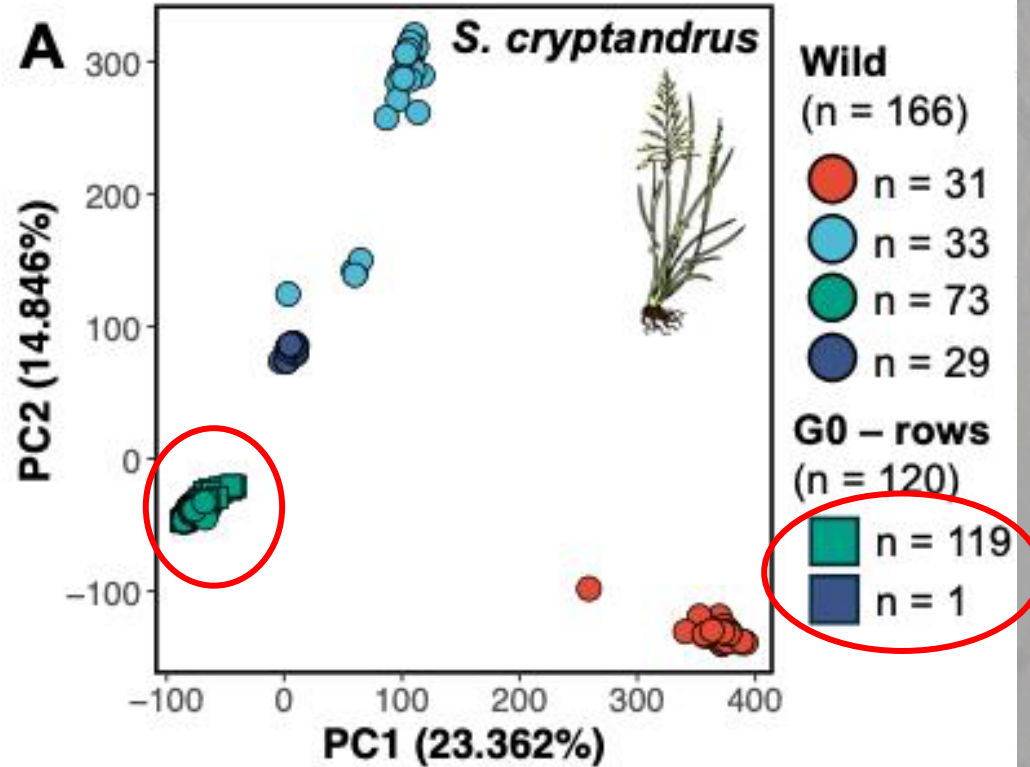 A
S. cryptandrus
300
200
100
0
−100
PC2 (14.846%)
−100 0 100 200 300 400
PC1 (23.362%)
Wild
(n = 166)
n = 31
n = 33
n = 73
n = 29
G0 – rows
(n = 120)
n = 119
n = 1